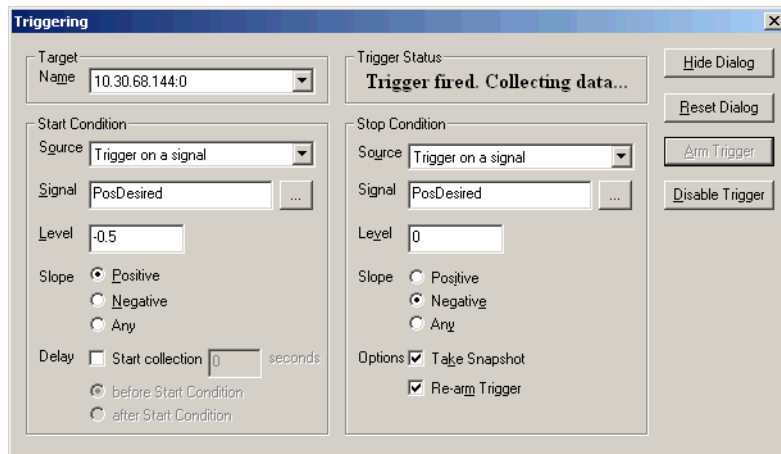 Triggering
Target
Name 10.30.68.144:0
Trigger Status
Trigger fired. Collecting data...
Hide Dialog
Reset Dialog
Arm Trigger
Disable Trigger
Start Condition
Source Trigger on a signal
Signal PosDesired ...
Level -0.5
Slope Positive
Negative
Any
Delay Start collection 0 seconds
before Start Condition
after Start Condition
Stop Condition
Source Trigger on a signal
Signal PosDesired ...
Level 0
Slope Positive
Negative
Any
Options Take Snapshot
Re-arm Trigger